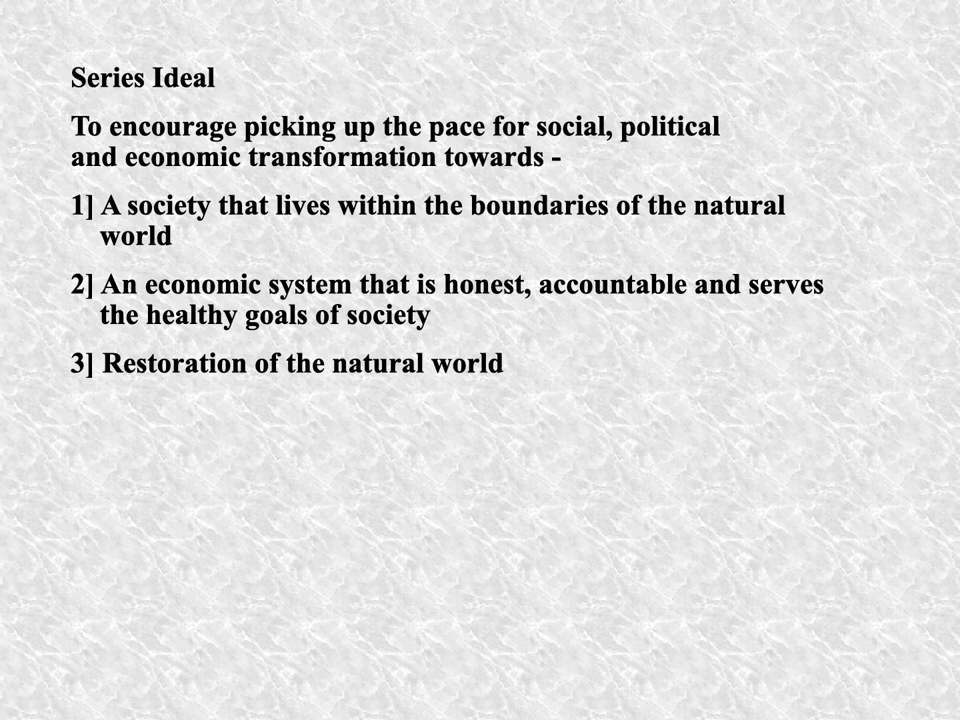 Series Ideal
To encourage picking up the pace for social, political
and economic transformation towards -
1] A society that lives within the boundaries of the natural
world
2] An economic system that is honest, accountable and serves
the healthy goals of society
3] Restoration of the natural world